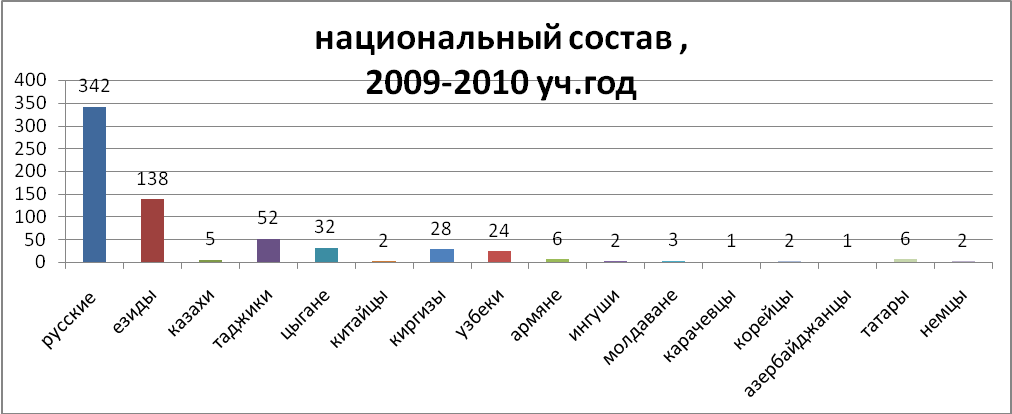 национальный состав ,
2009-2010 уч.год
400
350
300
250
200
150
100
50
0
342
138
5
52
32
2
28
24
6
2
3
1
2
1
6
2
русские
езиды
казахи
таджики
цыгане
китайцы
киргизы
узбеки
армяне
ингуши
молдаване
карачевцы
корейцы
азербайджанцы
татары
немцы